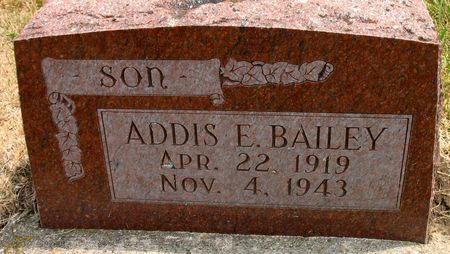 SON
ADDIS E. BAILEY
APR. 22, 1919
NOV. 4, 1943